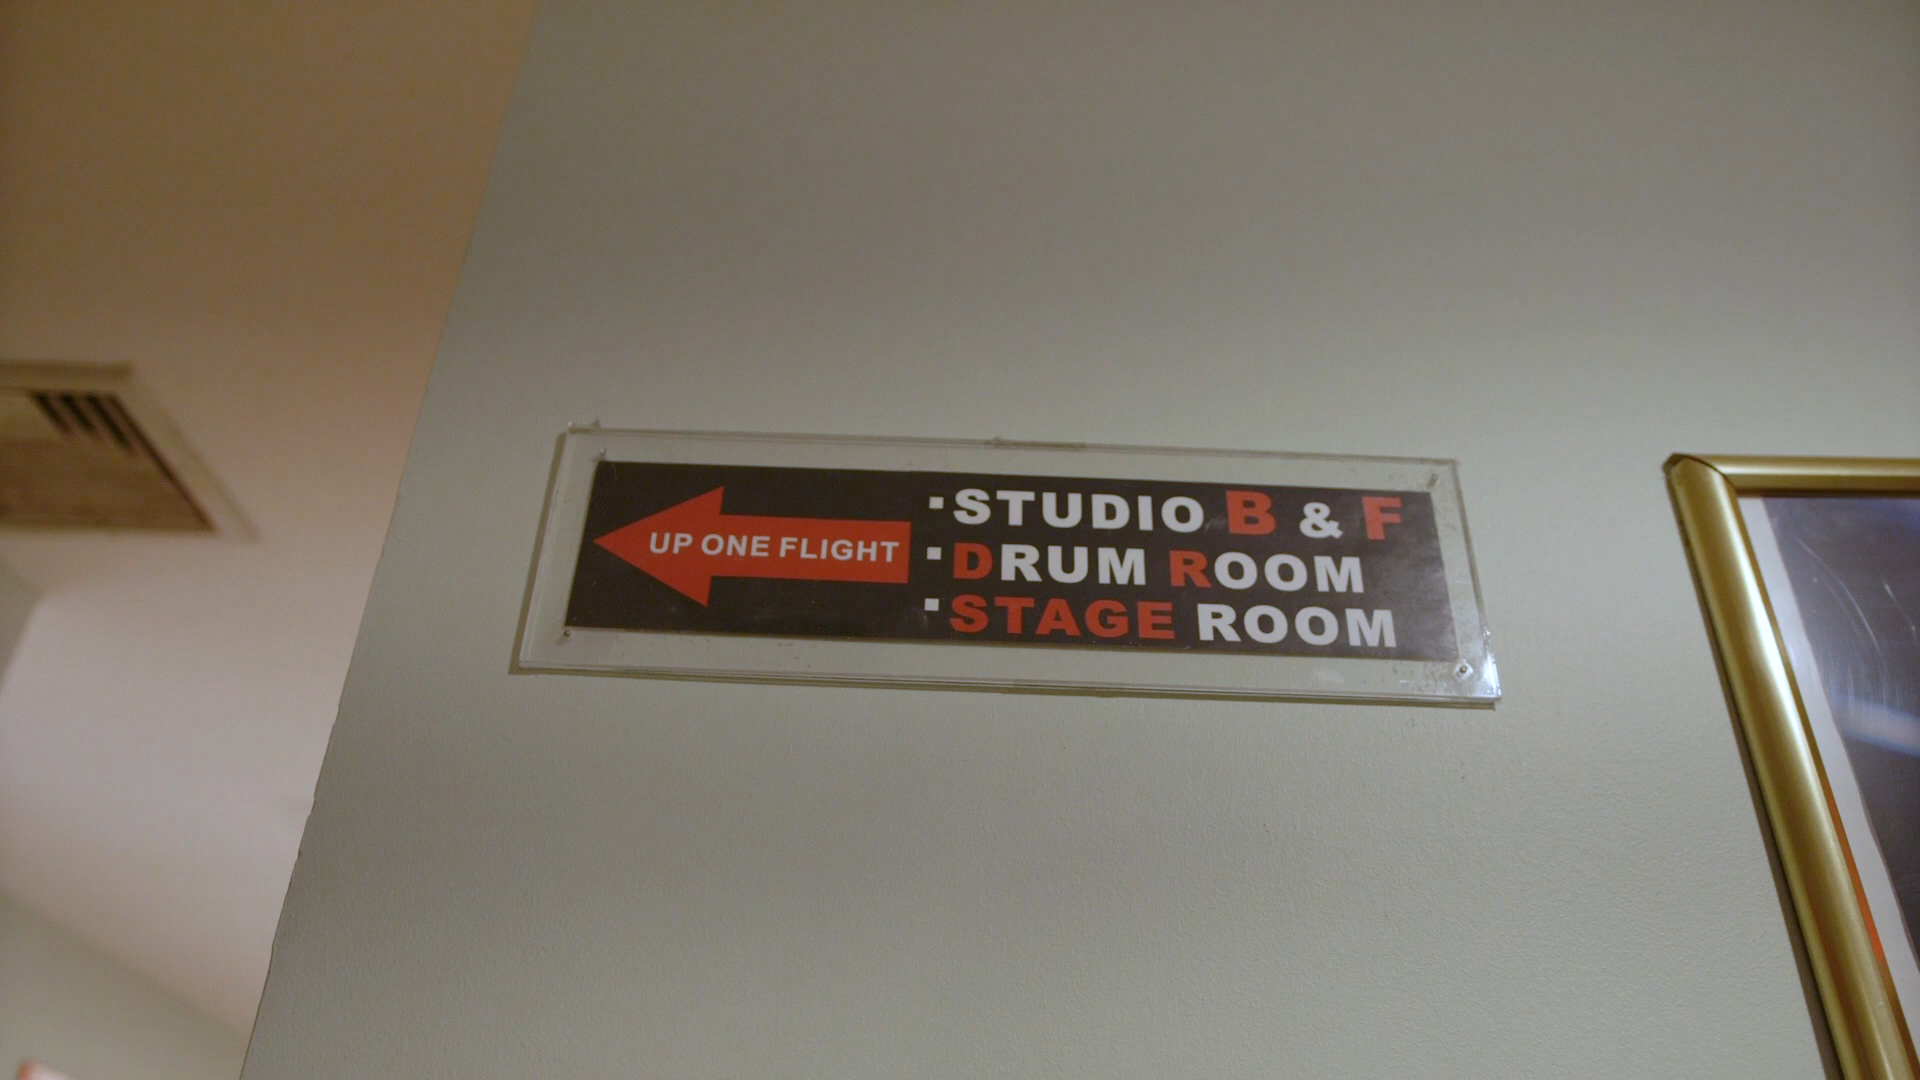 UP ONE FLIGHT
▪STUDIO B & F
▪DRUM ROOM
▪STAGE ROOM